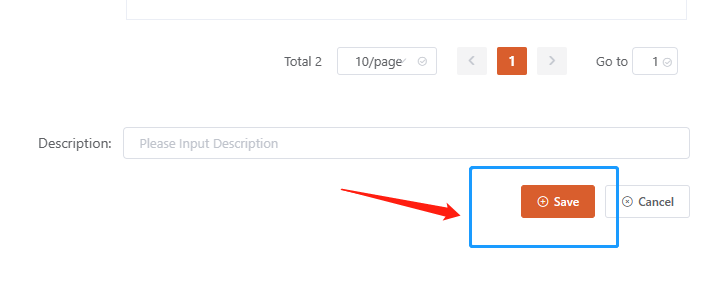 Total 2 10/page 1 Go to 1
Description: Please Input Description
Save Cancel